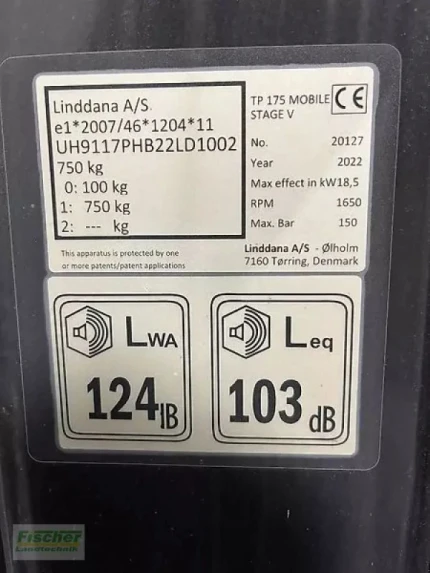 Linddana A/S
e1*2007/46*1204*11
UH9117PHB22LD1002
750 kg
0: 100 kg
1: 750 kg
2: --- kg
This apparatus is protected by one
or more patents/patent applications
TP 175 MOBILE CE
STAGE V
No. 20127
Year 2022
Max effect in kW18,5
RPM 1650
Max. Bar 150
Linddana A/S - Ølholm
7160 Tørring, Denmark
LWA
124 lB
Leq
103 dB
Fischer
Landtechnik